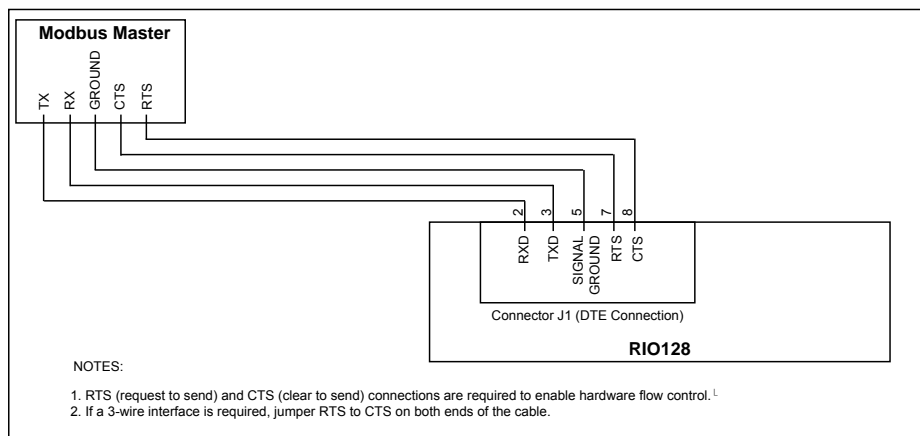 Modbus Master
TX
RX
GROUND
CTS
RTS
2
3
5
7
8
RXD
TXD
SIGNAL
GROUND
RTS
CTS
Connector J1 (DTE Connection)
RIO128
NOTES:
1. RTS (request to send) and CTS (clear to send) connections are required to enable hardware flow control. L
2. If a 3-wire interface is required, jumper RTS to CTS on both ends of the cable.